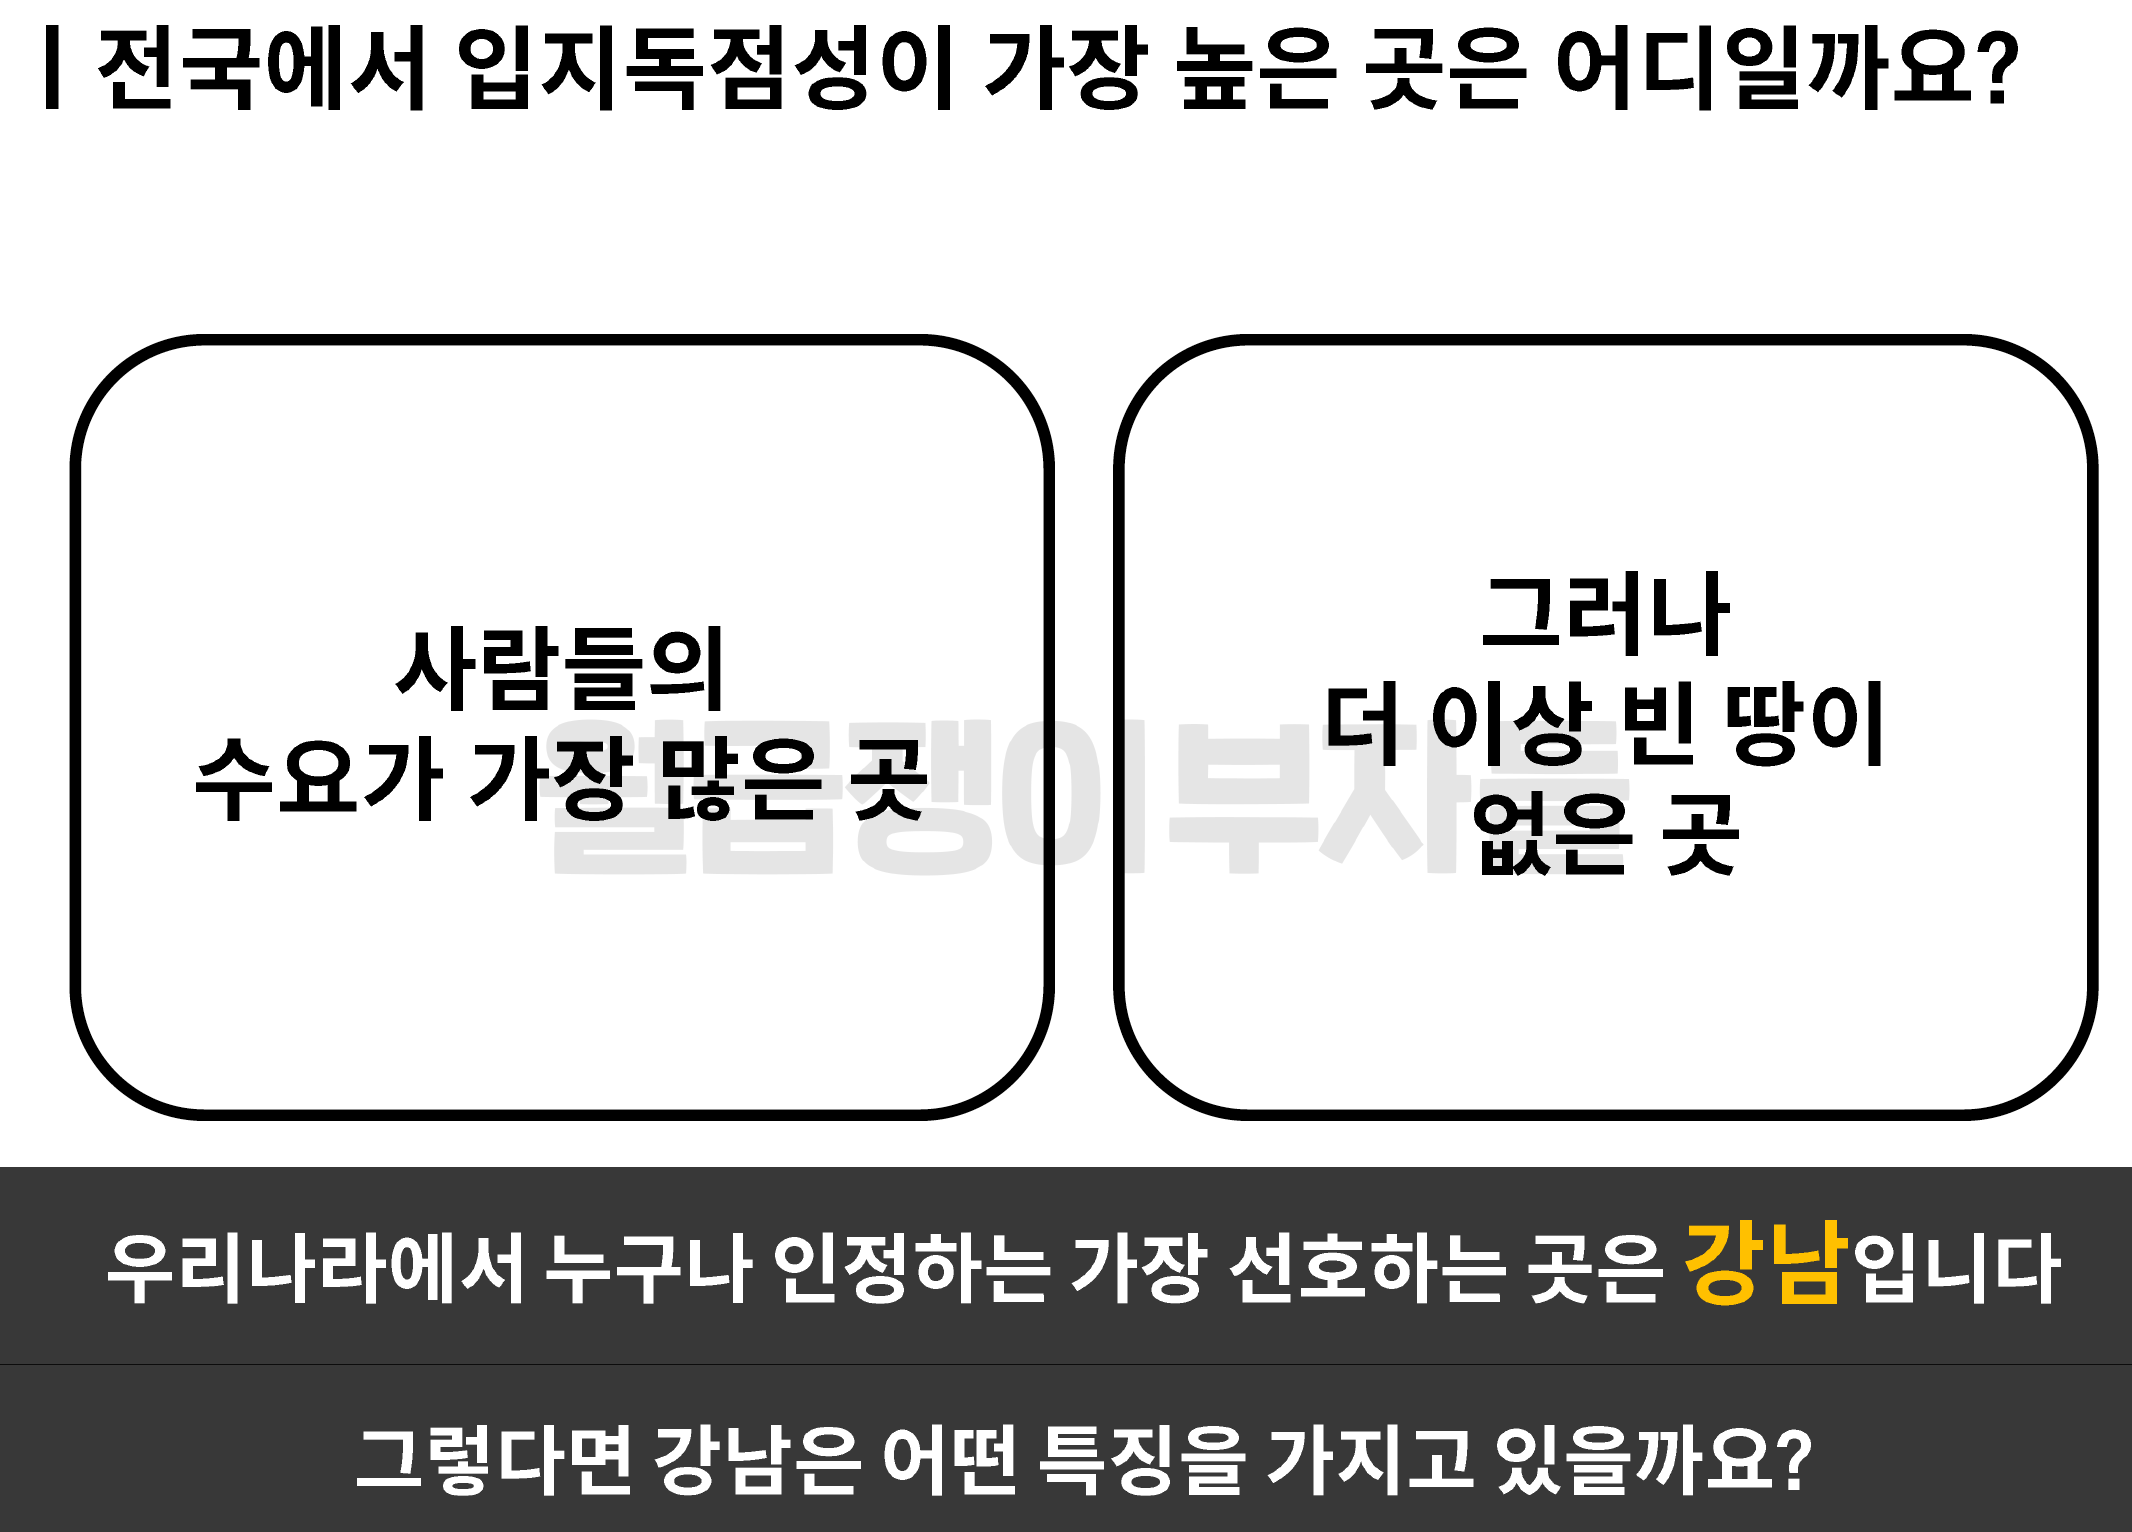 | 전국에서 입지독점성이 가장 높은 곳은 어디일까요?
사람들의
수요가 가장 많은 곳
그러나
더 이상 빈 땅이
없은 곳
월급쟁이부자들
우리나라에서 누구나 인정하는 가장 선호하는 곳은 강남입니다
그렇다면 강남은 어떤 특징을 가지고 있을까요?